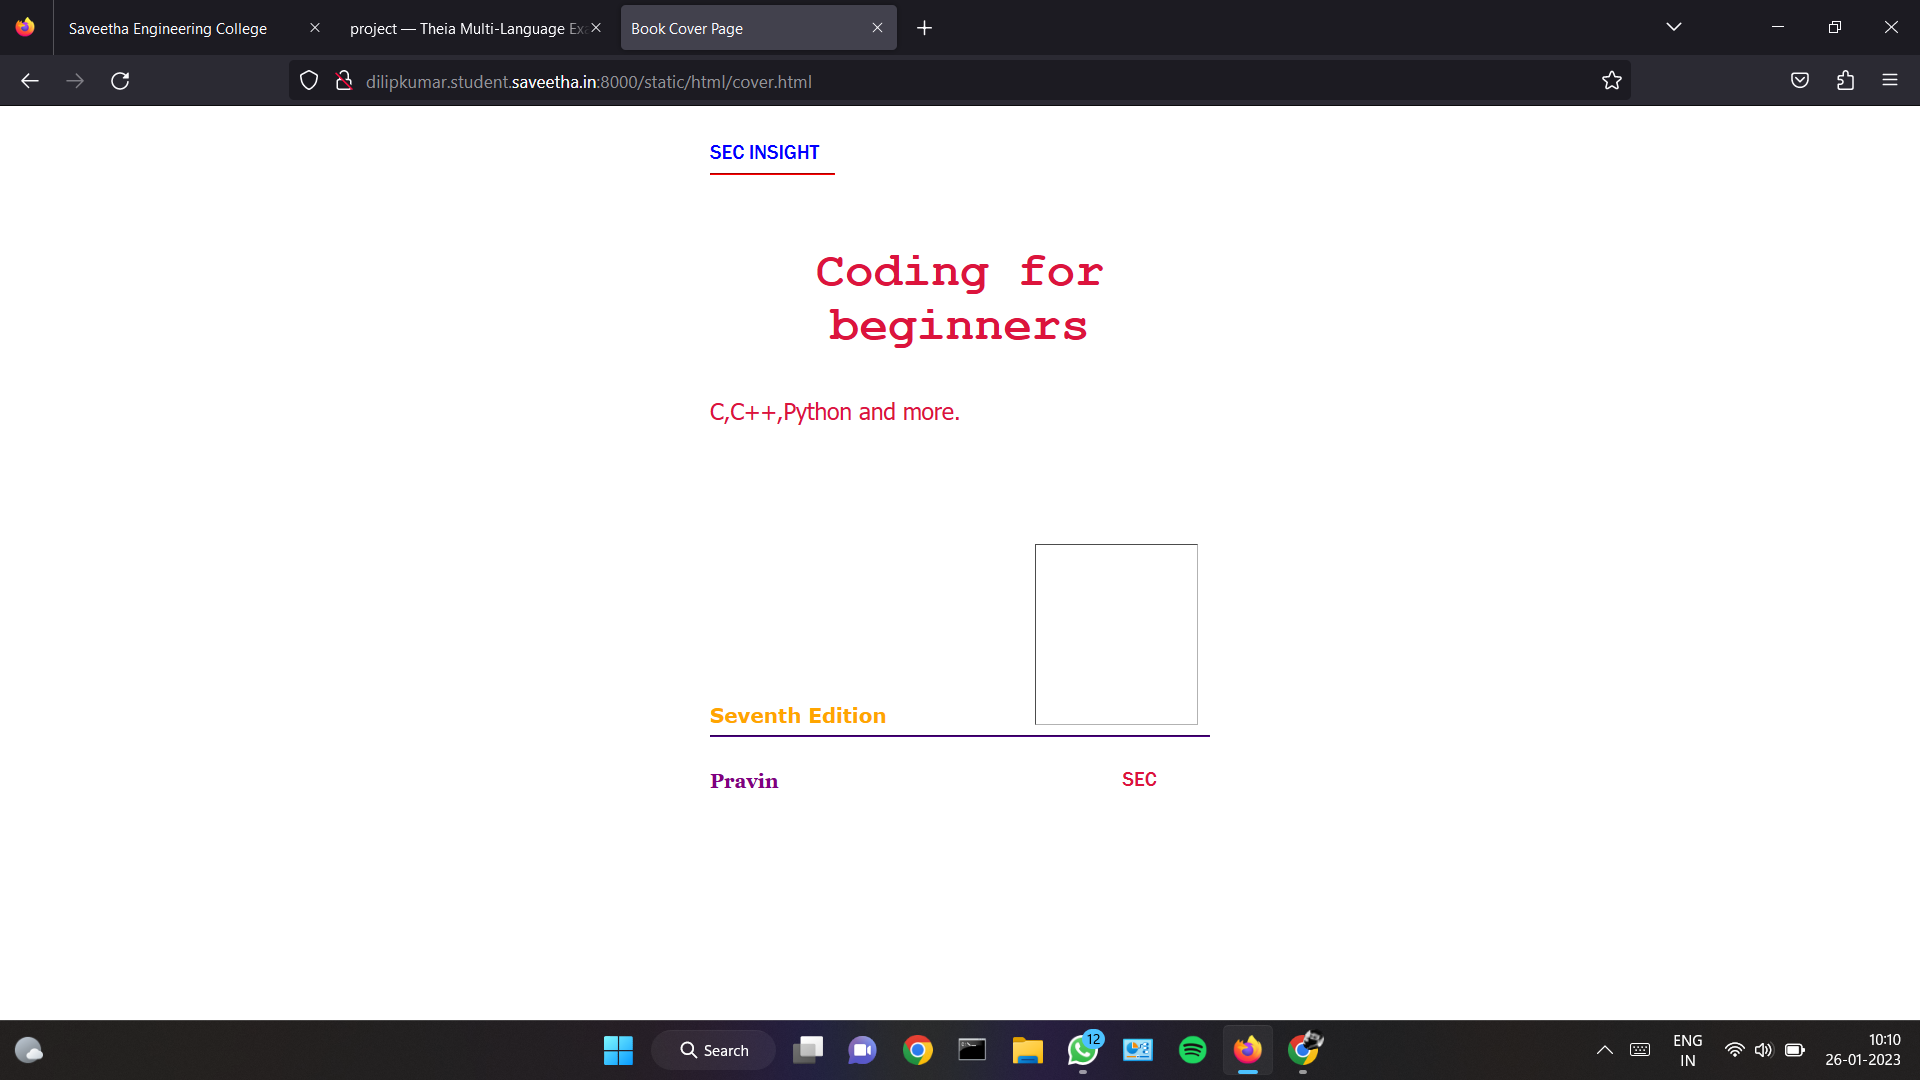 Saveetha Engineering College
project — Theia Multi-Language Exa
Book Cover Page
dilipkumar.student.saveetha.in:8000/static/html/cover.html
SEC INSIGHT
Coding for
beginners
C,C++,Python and more.
Seventh Edition
Pravin SEC
Search
12
ENG
IN
10:10
26-01-2023